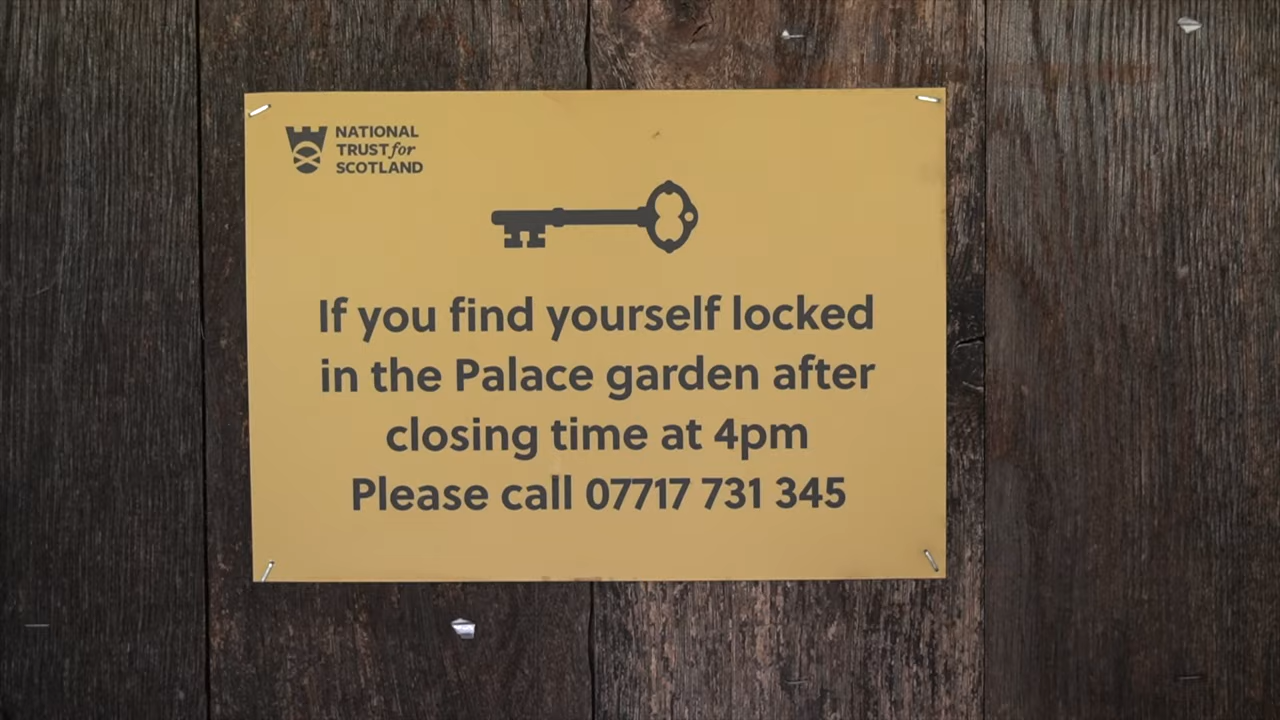 NATIONAL
TRUST for
SCOTLAND
If you find yourself locked
in the Palace garden after
closing time at 4pm
Please call 07717 731 345